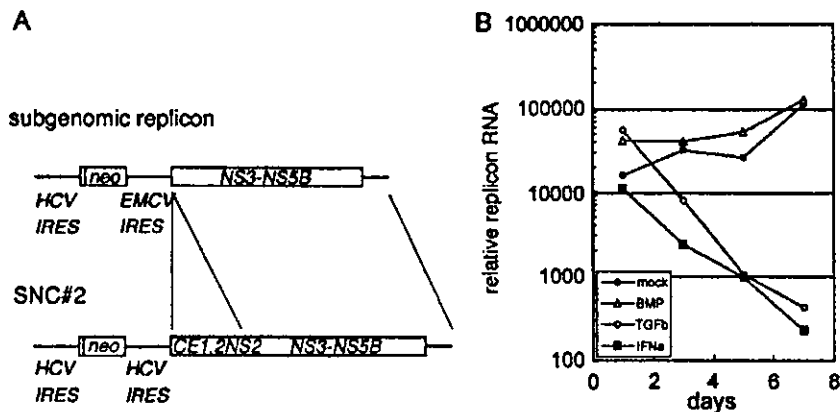 A
subgenomic replicon
neo
NS3-NS5B
HCV
IRES
EMCV
IRES
SNC#2
neo
CE1.2NS2
NS3-NS5B
HCV
IRES
HCV
IRES
B
relative replicon RNA
1000000
100000
10000
1000
100
mock
BMP
TGFb
IFNa
0
2
4
6
8
days